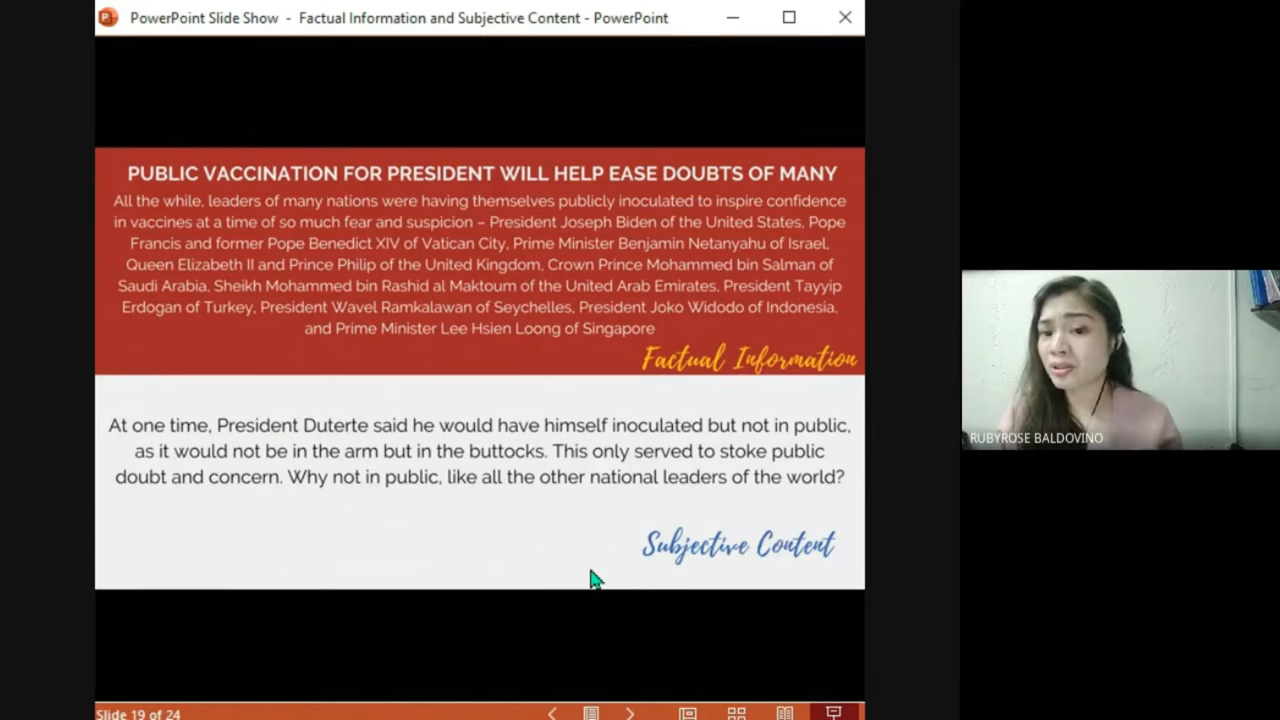 PowerPoint Slide Show - Factual Information and Subjective Content - PowerPoint
PUBLIC VACCINATION FOR PRESIDENT WILL HELP EASE DOUBTS OF MANY
All the while, leaders of many nations were having themselves publicly inoculated to inspire confidence
in vaccines at a time of so much fear and suspicion – President Joseph Biden of the United States, Pope
Francis and former Pope Benedict XIV of Vatican City, Prime Minister Benjamin Netanyahu of Israel,
Queen Elizabeth II and Prince Philip of the United Kingdom, Crown Prince Mohammed bin Salman of
Saudi Arabia, Sheikh Mohammed bin Rashid al Maktoum of the United Arab Emirates, President Tayyip
Erdogan of Turkey, President Wavel Ramkalawan of Seychelles, President Joko Widodo of Indonesia,
and Prime Minister Lee Hsien Loong of Singapore
Factual Information
At one time, President Duterte said he would have himself inoculated but not in public,
as it would not be in the arm but in the buttocks. This only served to stoke public
doubt and concern. Why not in public, like all the other national leaders of the world?
Subjective Content
RUBYROSE BALDOVINO
Slide 19 of 24